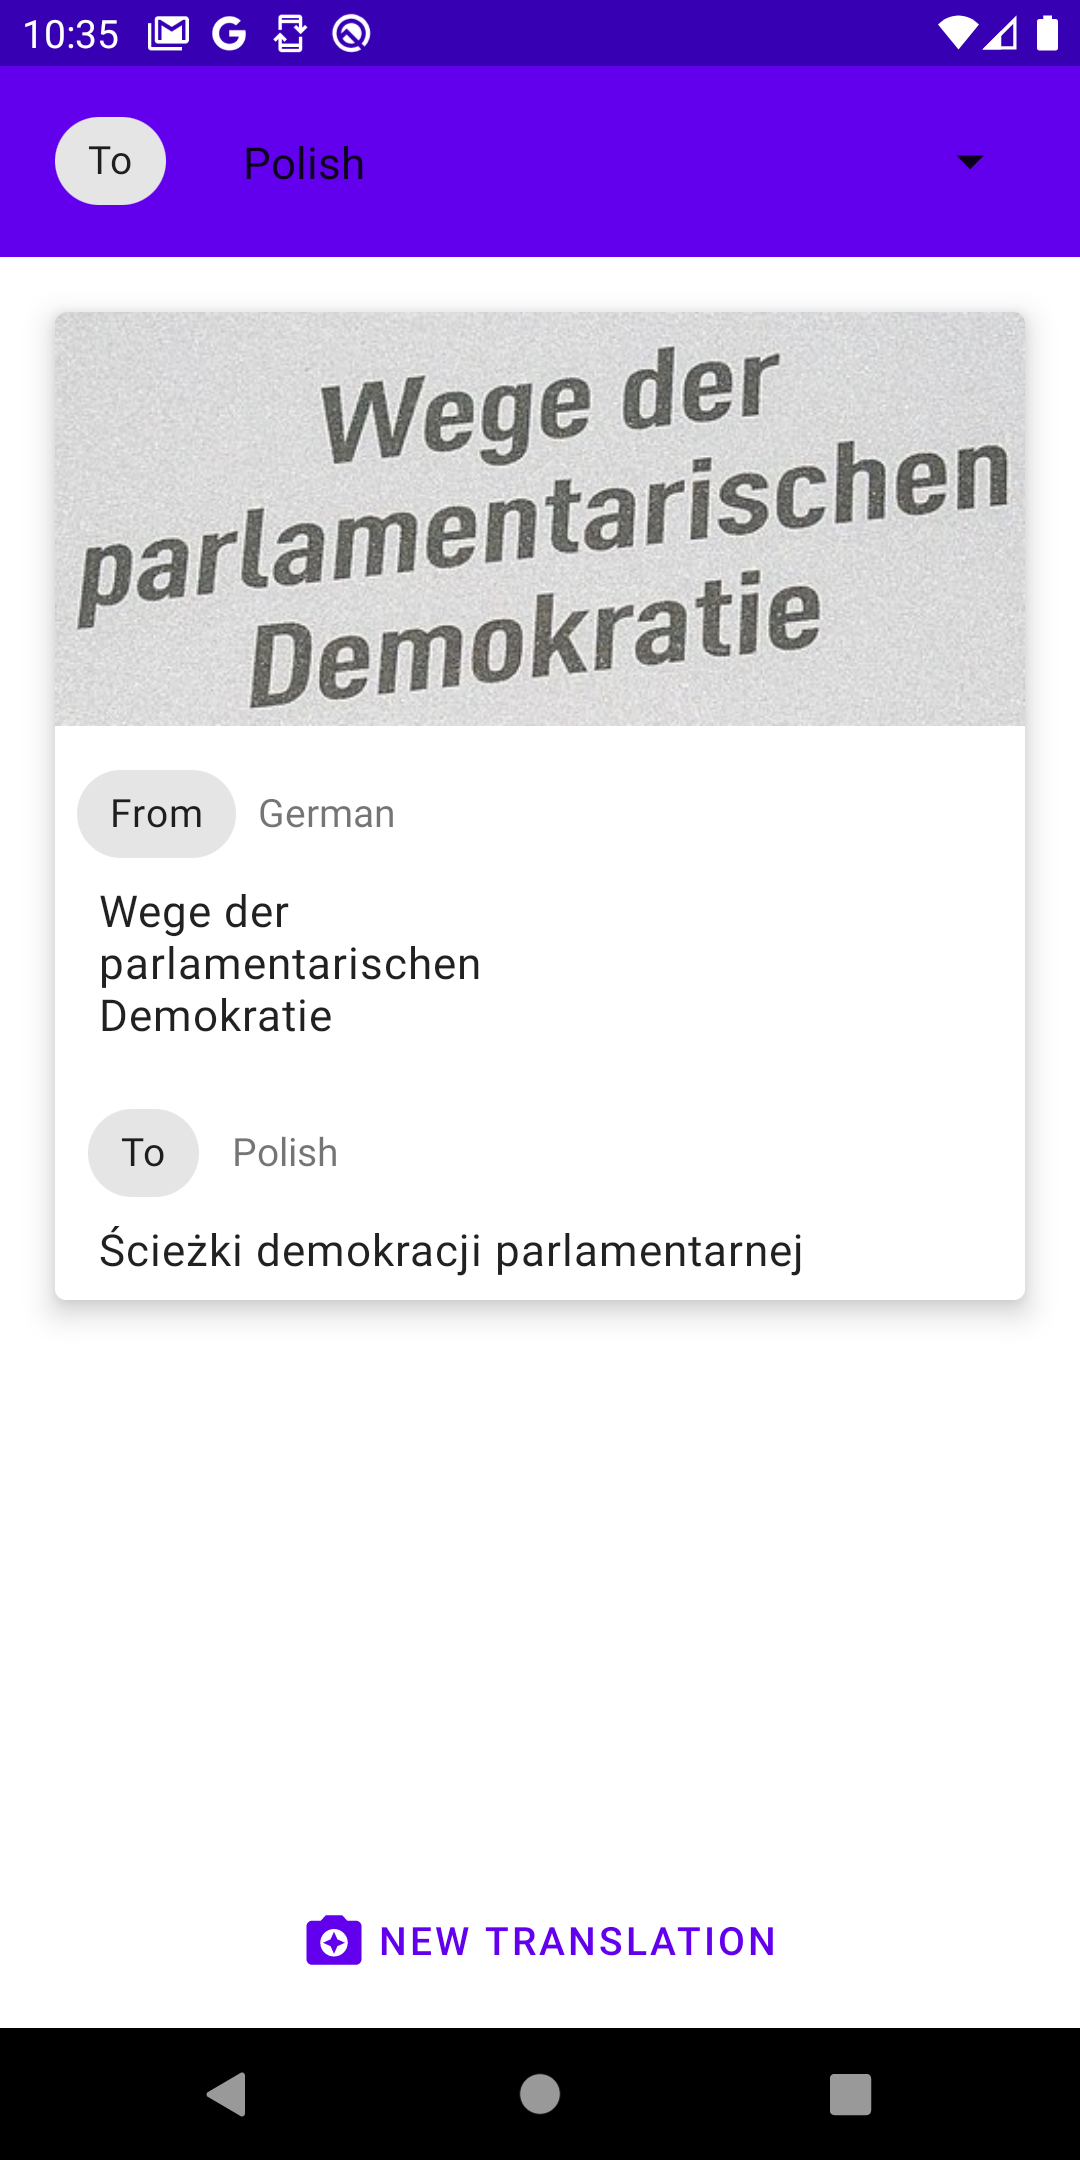 10:35
To Polish
Wege der
parlamentarischen
Demokratie
From German
Wege der
parlamentarischen
Demokratie
To Polish
Ścieżki demokracji parlamentarnej
NEW TRANSLATION